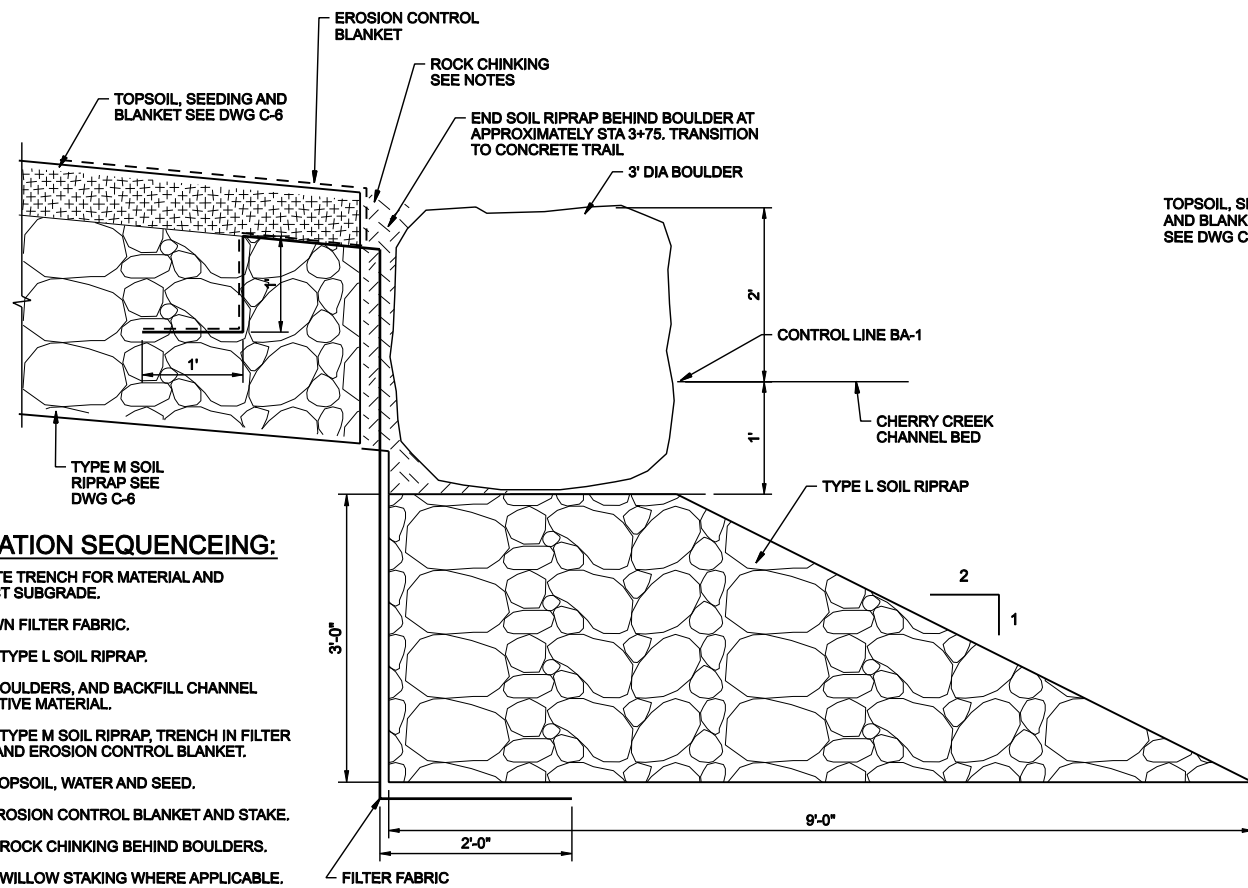 EROSION CONTROL
BLANKET
ROCK CHINKING
SEE NOTES
TOPSOIL, SEEDING AND
BLANKET SEE DWG C-6
END SOIL RIPRAP BEHIND BOULDER AT
APPROXIMATELY STA 3+75. TRANSITION
TO CONCRETE TRAIL
3' DIA BOULDER
TOPSOIL, S
AND BLANK
SEE DWG C
1'
2'
CONTROL LINE BA-1
1'
CHERRY CREEK
CHANNEL BED
1'
TYPE M SOIL
RIPRAP SEE
DWG C-6
TYPE L SOIL RIPRAP
ATION SEQUENCEING:
TE TRENCH FOR MATERIAL AND
CT SUBGRADE.
WN FILTER FABRIC.
TYPE L SOIL RIPRAP.
OULDERS, AND BACKFILL CHANNEL
TIVE MATERIAL.
TYPE M SOIL RIPRAP, TRENCH IN FILTER
AND EROSION CONTROL BLANKET.
OPSOIL, WATER AND SEED.
ROSION CONTROL BLANKET AND STAKE.
ROCK CHINKING BEHIND BOULDERS.
WILLOW STAKING WHERE APPLICABLE.
2
1
3'-0"
9'-0"
2'-0"
FILTER FABRIC